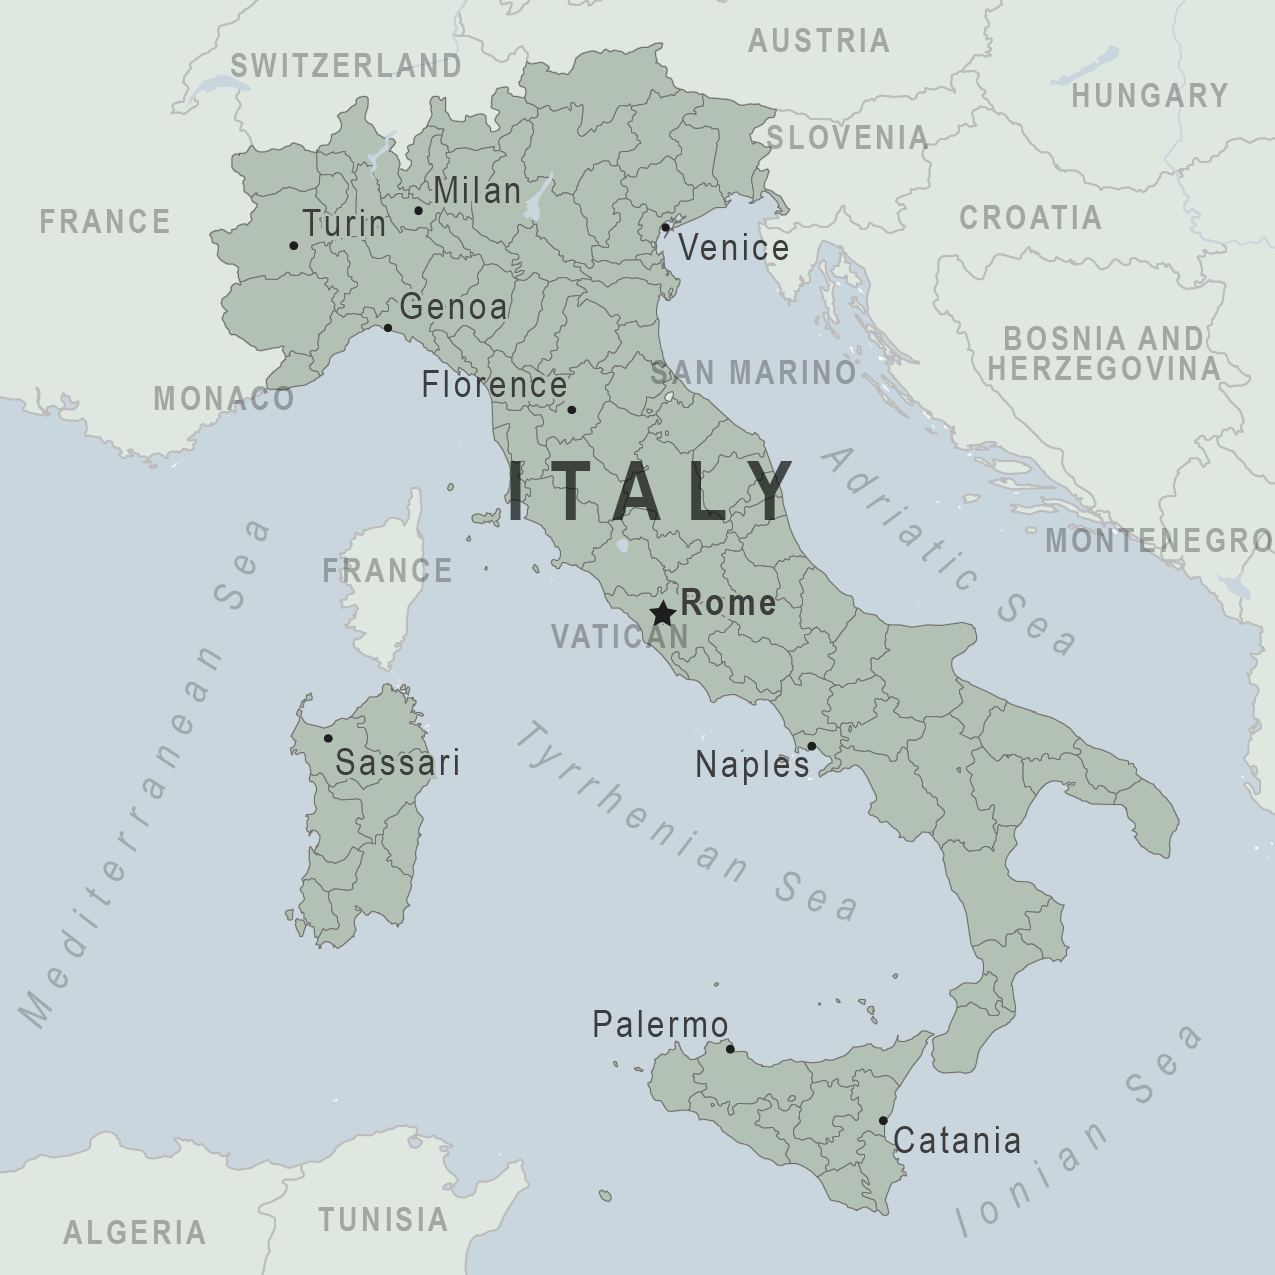 AUSTRIA
SWITZERLAND
HUNGARY
SLOVENIA
Milan
FRANCE
Turin
CROATIA
Venice
Genoa
BOSNIA AND
HERZEGOVINA
SAN MARINO
Florence
MONACO
ITALY
Adriatic Sea
MONTENEGRO
FRANCE
Mediterranean Sea
Rome
VATICAN
Naples
Sassari
Tyrrhenian Sea
Palermo
Catania
Ionian Sea
TUNISIA
ALGERIA